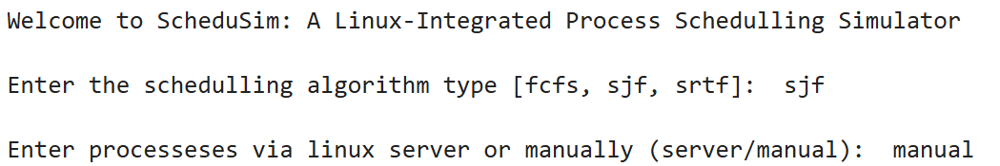 Welcome to ScheduSim: A Linux-Integrated Process Schedulling Simulator
Enter the schedulling algorithm type [fcfs, sjf, srtf]:  sjf
Enter processeses via linux server or manually (server/manual):  manual